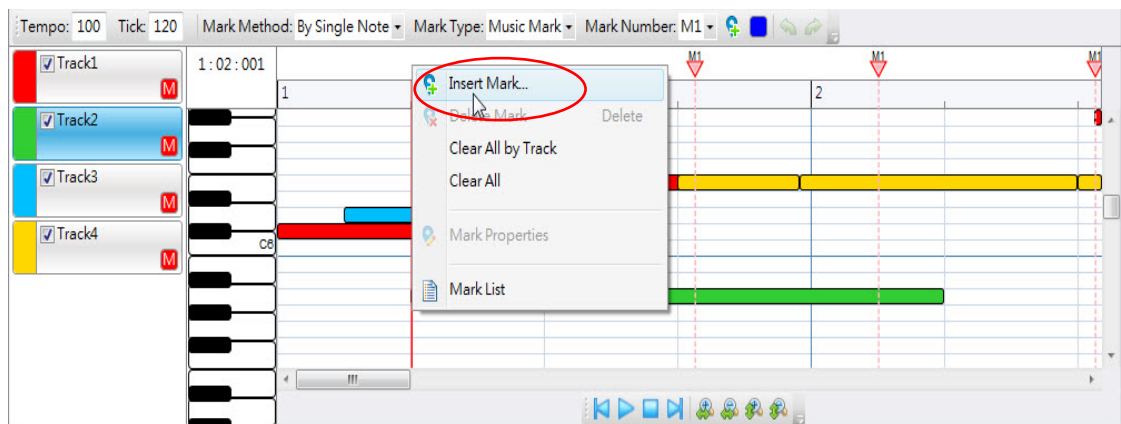 Tempo: 100 Tick: 120 Mark Method: By Single Note Mark Type: Music Mark Mark Number: M1
Track1
M
Track2
M
Track3
M
Track4
M
1:02:001
M1
M1
M1
1
2
Insert Mark...
Delete Mark Delete
Clear All by Track
Clear All
Mark Properties
Mark List
C6